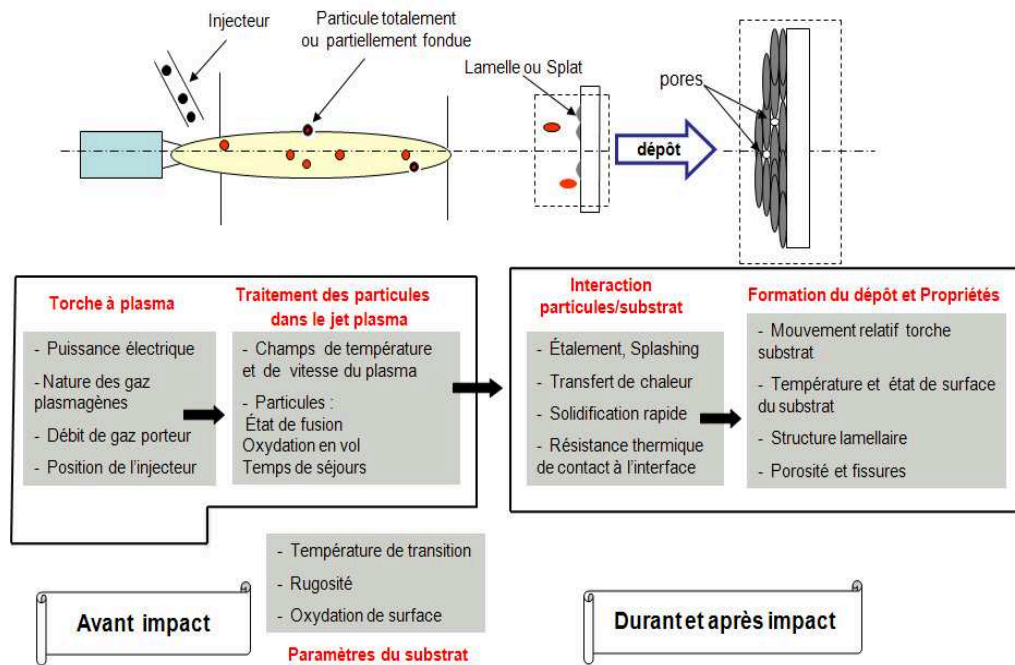 Injecteur
Particule totalement
ou partiellement fondue
Lamelle ou Splat
pores
dépôt
Torche à plasma
- Puissance électrique
-Nature des gaz
plasmagènes
- Débit de gaz porteur
- Position de l'injecteur
Traitement des particules
dans le jet plasma
- Champs de température
et de vitesse du plasma
- Particules :
État de fusion
Oxydation en vol
Temps de séjours
Interaction
particules/substrat
- Étalement, Splashing
- Transfert de chaleur
- Solidification rapide
- Résistance thermique
de contact à l'interface
Formation du dépôt et Propriétés
- Mouvement relatif torche
substrat
- Température et état de surface
du substrat
- Structure lamellaire
- Porosité et fissures
- Température de transition
- Rugosité
- Oxydation de surface
Paramètres du substrat
Avant impact
Durant et après impact